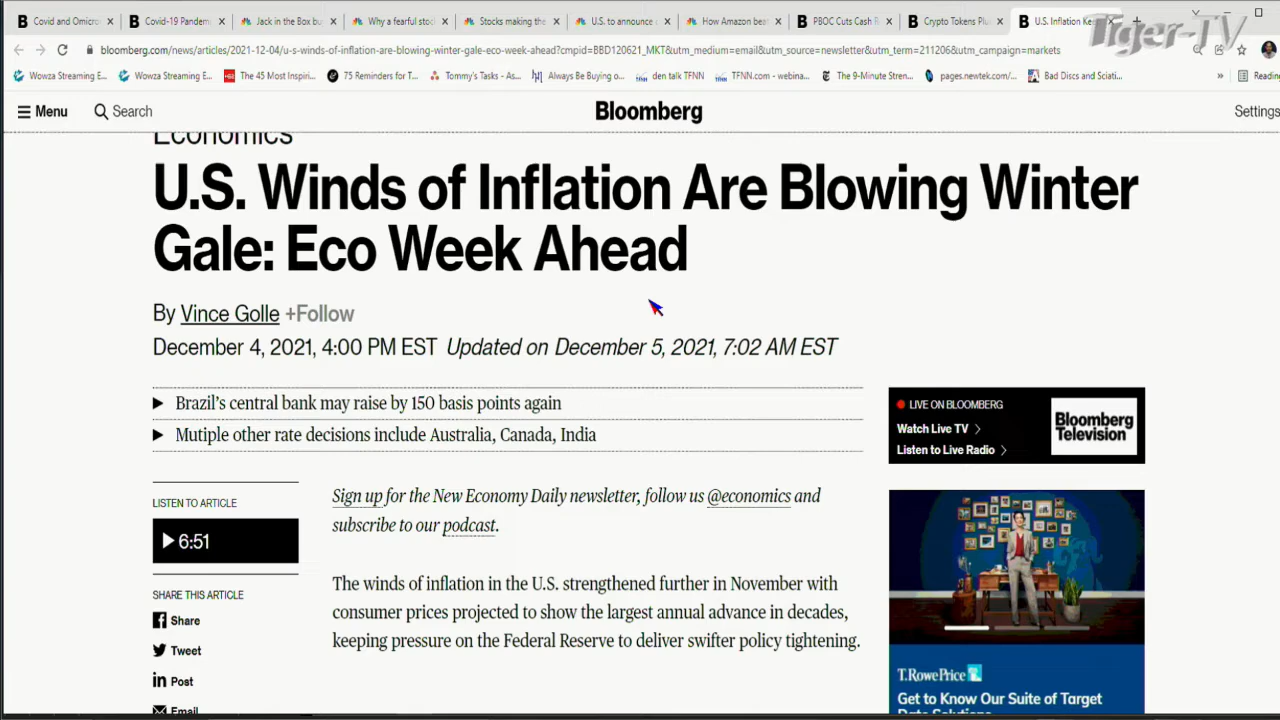 Covid and Omicro
Covid-19 Pandem
Jack in the Box bu
Why a fearful stoc
Stocks making the
U.S. to announce
How Amazon beat
PBOC Cuts Cash R
Crypto Tokens Plu
U.S. Inflation Ke
Tiger-TV
bloomberg.com/news/articles/2021-12-04/u-s-winds-of-inflation-are-blowing-winter-gale-eco-week-ahead?cmpid=BBD120621_MKT&utm_medium=email&utm_source=newsletter&utm_term=211206&utm_campaign=markets
Wowza Streaming E...
Wowza Streaming E...
The 45 Most Inspiri...
75 Reminders for T...
Tommy's Tasks - As...
Always Be Buying o...
den talk TFNN
TFNN.com - webina...
The 9-Minute Stren...
pages.newtek.com/...
Bad Discs and Sciati...
»
Reading
Menu
Search
Bloomberg
Settings
Economics
U.S. Winds of Inflation Are Blowing Winter
Gale: Eco Week Ahead
By Vince Golle +Follow
December 4, 2021, 4:00 PM EST Updated on December 5, 2021, 7:02 AM EST
Brazil's central bank may raise by 150 basis points again
Mutiple other rate decisions include Australia, Canada, India
LIVE ON BLOOMBERG
Watch Live TV >
Listen to Live Radio >
Bloomberg
Television
LISTEN TO ARTICLE
6:51
SHARE THIS ARTICLE
Share
Tweet
Post
Email
Sign up for the New Economy Daily newsletter, follow us @economics and
subscribe to our podcast.
The winds of inflation in the U.S. strengthened further in November with
consumer prices projected to show the largest annual advance in decades,
keeping pressure on the Federal Reserve to deliver swifter policy tightening.
T.RowePrice
Get to Know Our Suite of Target
Date Solutions